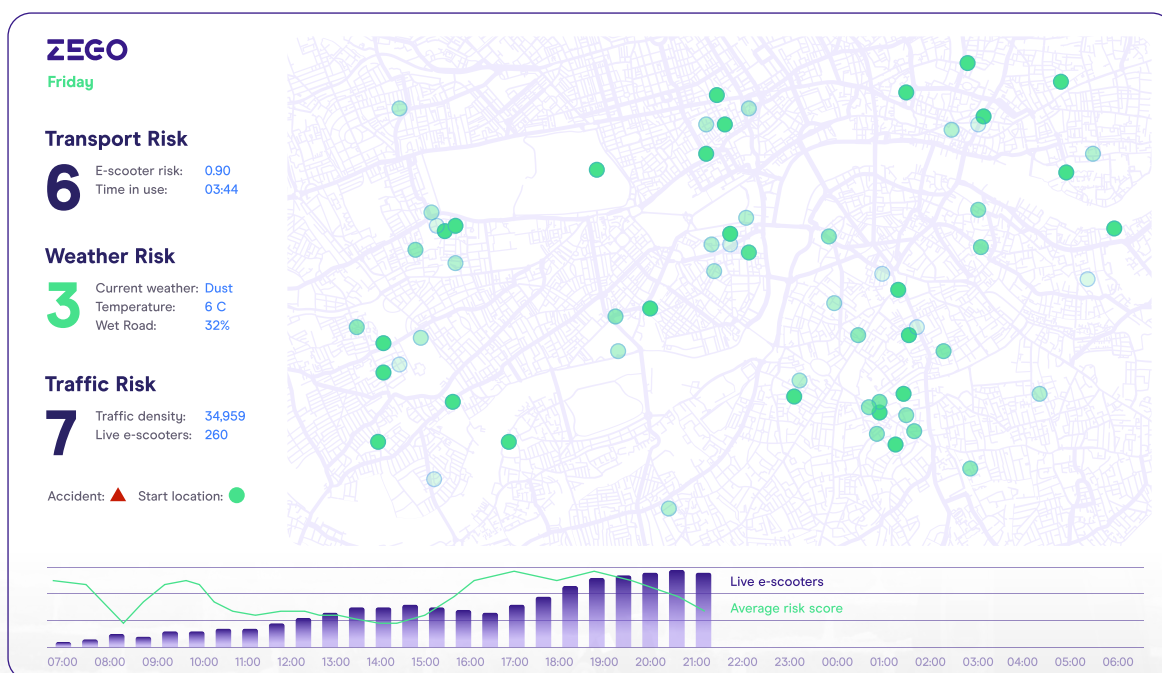 ZEGO
Friday
Transport Risk
6
E-scooter risk: 0.90
Time in use: 03:44
Weather Risk
3
Current weather: Dust
Temperature: 6 C
Wet Road: 32%
Traffic Risk
7
Traffic density: 34,959
Live e-scooters: 260
Accident: Start location:
Live e-scooters
Average risk score
07:00 08:00 09:00 10:00 11:00 12:00 13:00 14:00 15:00 16:00 17:00 18:00 19:00 20:00 21:00 22:00 23:00 00:00 01:00 02:00 03:00 04:00 05:00 06:00